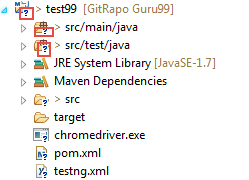 > test99 [GitRapo Guru99]
> src/main/java
> src/test/java
JRE System Library [JavaSE-1.7]
Maven Dependencies
> src
target
chromedriver.exe
pom.xml
testng.xml